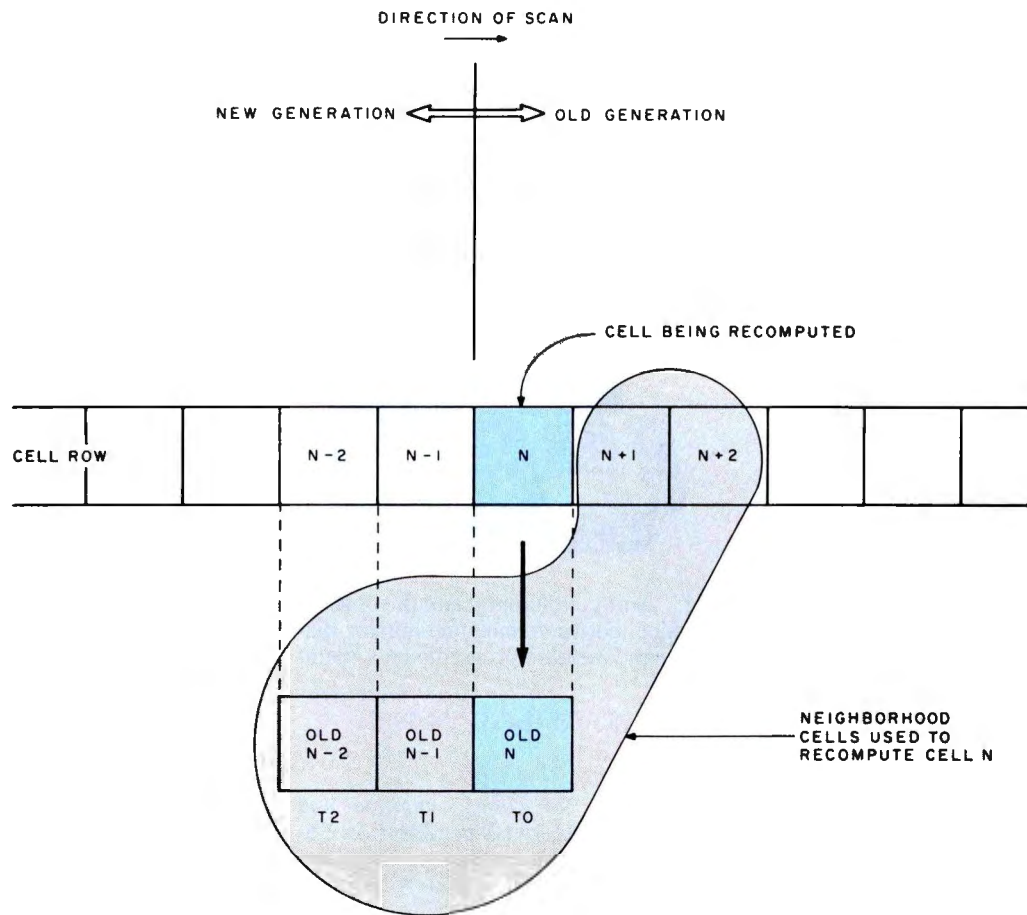 DIRECTION OF SCAN
NEW GENERATION
OLD GENERATION
CELL BEING RECOMPUTED
CELL ROW
N-2
N-1
N
N+1
N+2
OLD
N-2
OLD
N-1
OLD
N
T2
T1
T0
NEIGHBORHOOD
CELLS USED TO
RECOMPUTE CELL N